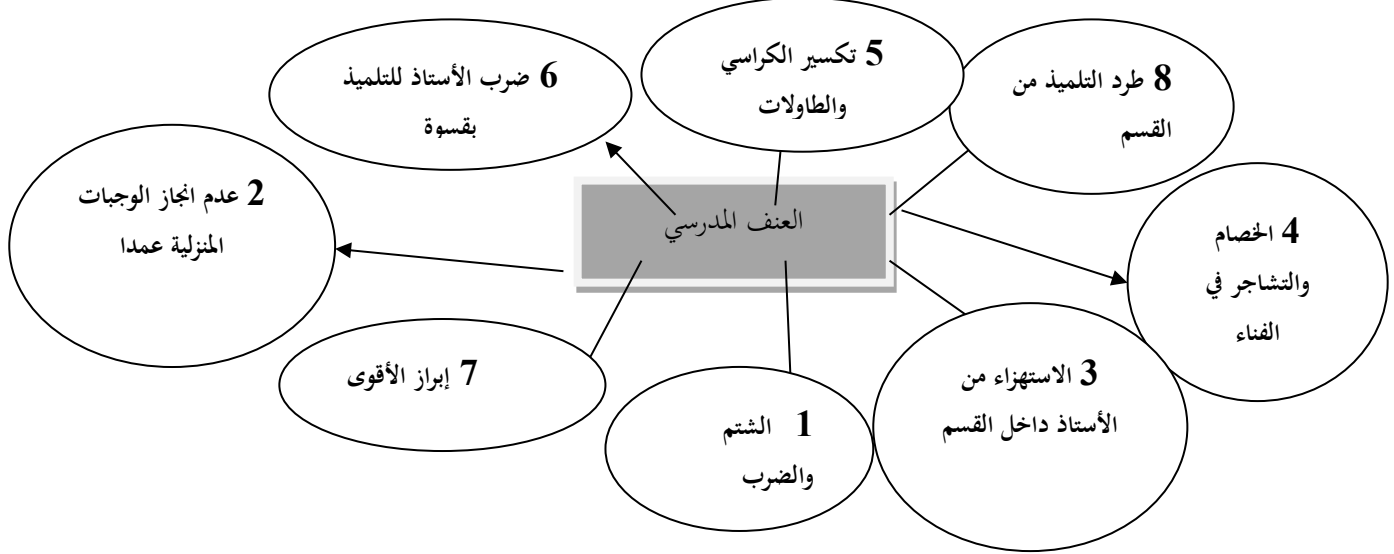 5 تكسير الكراسي
والطاولات
8 طرد التلميذ من
القسم
6 ضرب الأستاذ للتلميذ
بقسوة
2 عدم انجاز الوجبات
المنزلية عمدا
العنف المدرسي
4 الخصام
والتشاجر في
الفناء
7 إبراز الأقوى
3 الاستهزاء من
الأستاذ داخل القسم
1 الشتم
والضرب